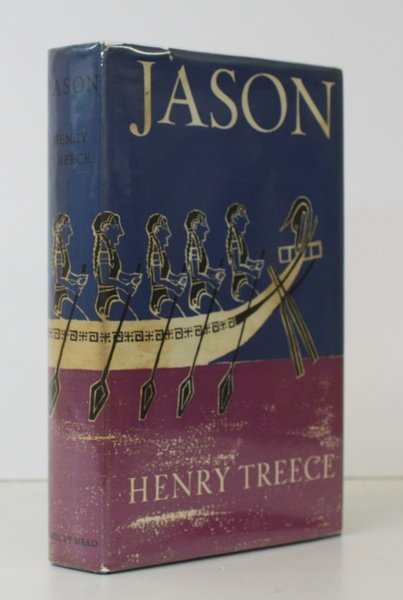 JASON
HENRY
TREECE
BODLEY HEAD
JASON
HENRY TREECE